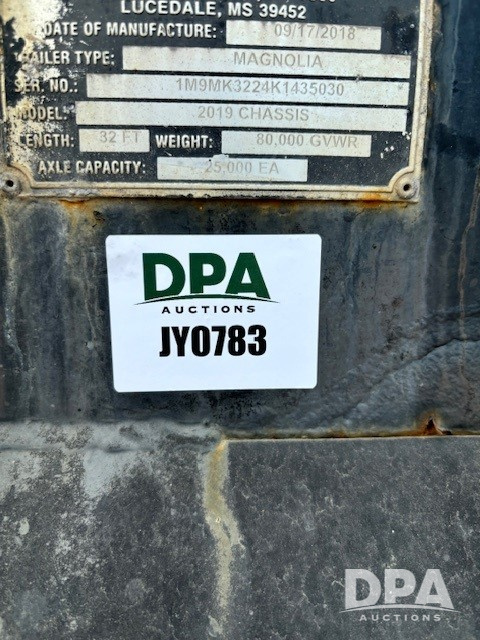 LUCEDALE, MS 39452
DATE OF MANUFACTURE: 09/17/2018
TRAILER TYPE: MAGNOLIA
SER. NO.: 1M9MK3224K1435030
MODEL: 2019 CHASSIS
LENGTH: 32 FT WEIGHT: 80,000 GVWR
AXLE CAPACITY: 25,000 EA
DPA
AUCTIONS
JY0783
DPA
AUCTIONS